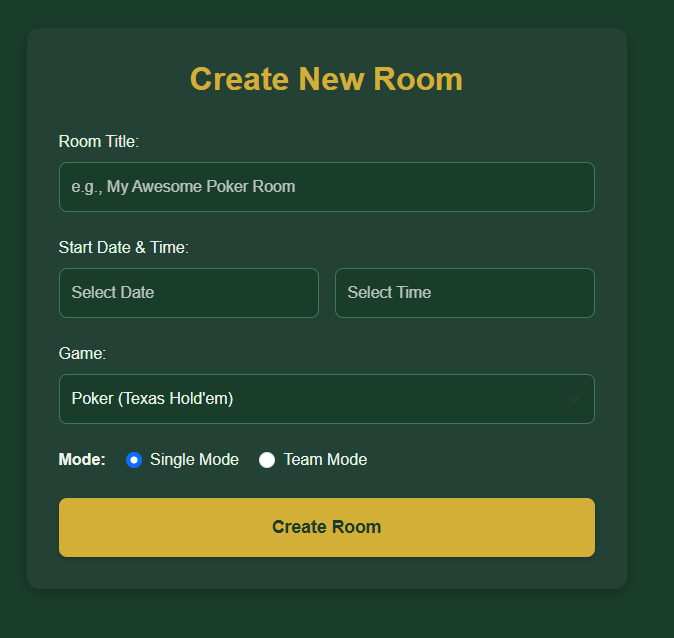 Create New Room
Room Title:
e.g., My Awesome Poker Room
Start Date & Time:
Select Date Select Time
Game:
Poker (Texas Hold'em)
Mode: Single Mode Team Mode
Create Room